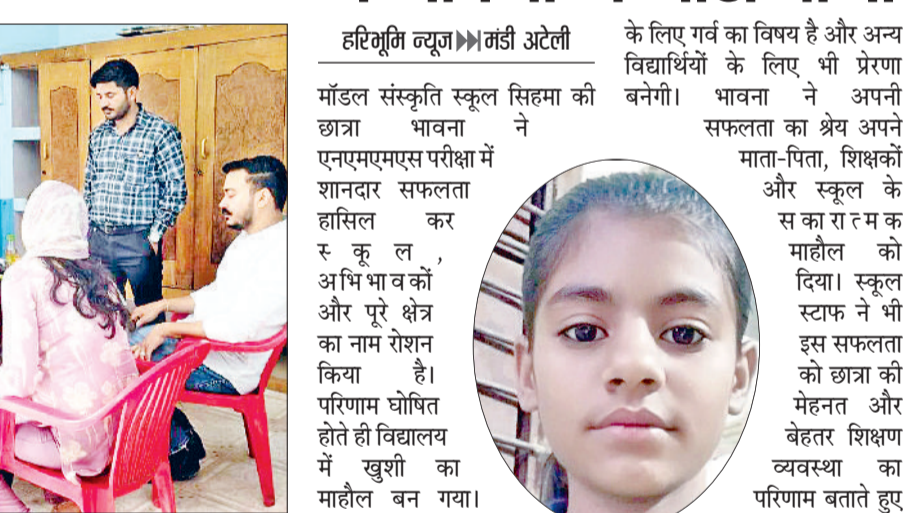 हरिभूमि न्यूज▶▶मंडी अटेली
मॉडल संस्कृति स्कूल सिहमा की
छात्रा भावना ने
एनएमएमएस परीक्षा में
शानदार सफलता
हासिल कर
स्कूल,
अभिभावकों
और पूरे क्षेत्र
का नाम रोशन
किया है।
परिणाम घोषित
होते ही विद्यालय
में खुशी का
माहौल बन गया।
के लिए गर्व का विषय है और अन्य
विद्यार्थियों के लिए भी प्रेरणा
बनेगी। भावना ने अपनी
सफलता का श्रेय अपने
माता-पिता, शिक्षकों
और स्कूल के
सकारात्मक
माहौल को
दिया। स्कूल
स्टाफ ने भी
इस सफलता
को छात्रा की
मेहनत और
बेहतर शिक्षण
व्यवस्था का
परिणाम बताते हुए